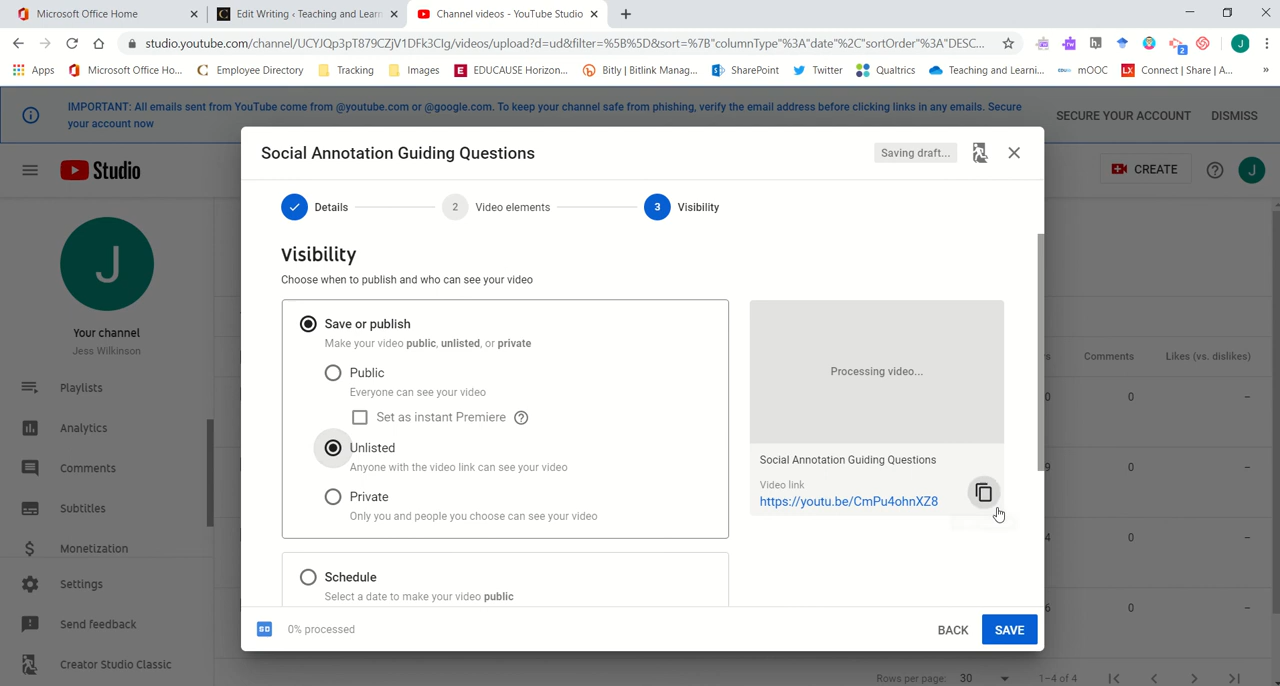 Microsoft Office Home
Edit Writing ‹ Teaching and Learn
Channel videos - YouTube Studio
studio.youtube.com/channel/UCYJQp3pT879CZjV1DFk3CIg/videos/upload?d=ud&filter=%5B%5D&sort=%7B"columnType"%3A"date"%2C"sortOrder"%3A"DESC...
Apps
Microsoft Office Ho...
Employee Directory
Tracking
Images
EDUCAUSE Horizon...
Bitly | Bitlink Manag...
SharePoint
Twitter
Qualtrics
Teaching and Learni...
mOOC
Connect | Share | A...
»
IMPORTANT: All emails sent from YouTube come from @youtube.com or @google.com. To keep your channel safe from phishing, verify the email address before clicking links in any emails. Secure
your account now
SECURE YOUR ACCOUNT
DISMISS
Studio
CREATE
J
J
Your channel
Jess Wilkinson
Playlists
Analytics
Comments
Subtitles
Monetization
Settings
Send feedback
Creator Studio Classic
Social Annotation Guiding Questions
Saving draft...
Details
2 Video elements
3 Visibility
Visibility
Choose when to publish and who can see your video
Save or publish
Make your video public, unlisted, or private
Public
Everyone can see your video
Set as instant Premiere
Unlisted
Anyone with the video link can see your video
Private
Only you and people you choose can see your video
Schedule
Select a date to make your video public
Processing video...
Social Annotation Guiding Questions
Video link
https://youtu.be/CmPu4ohnXZ8
SD
0% processed
BACK
SAVE
Comments
Likes (vs. dislikes)
0 0 –
9 0 –
4 0 –
6 0 –
Rows per page: 30
1–4 of 4